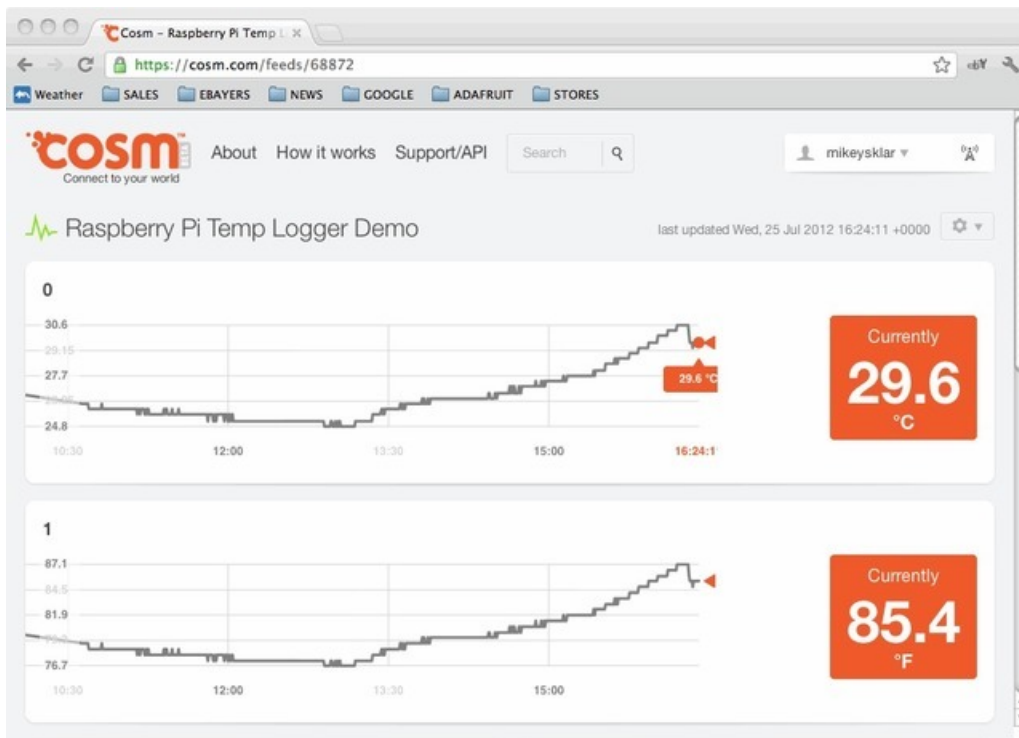 Cosm – Raspberry Pi Temp L
https://cosm.com/feeds/68872
Weather SALES EBAYERS NEWS GOOGLE ADAFRUIT STORES
cosm™
Connect to your world
About How it works Support/API Search mikeysklar
Raspberry Pi Temp Logger Demo
last updated Wed, 25 Jul 2012 16:24:11 +0000
0
30.6
29.15
27.7
24.8
29.6 °C
10:30 12:00 13:30 15:00 16:24:1
Currently
29.6
°C
1
87.1
84.5
81.9
76.7
10:30 12:00 13:30 15:00
Currently
85.4
°F